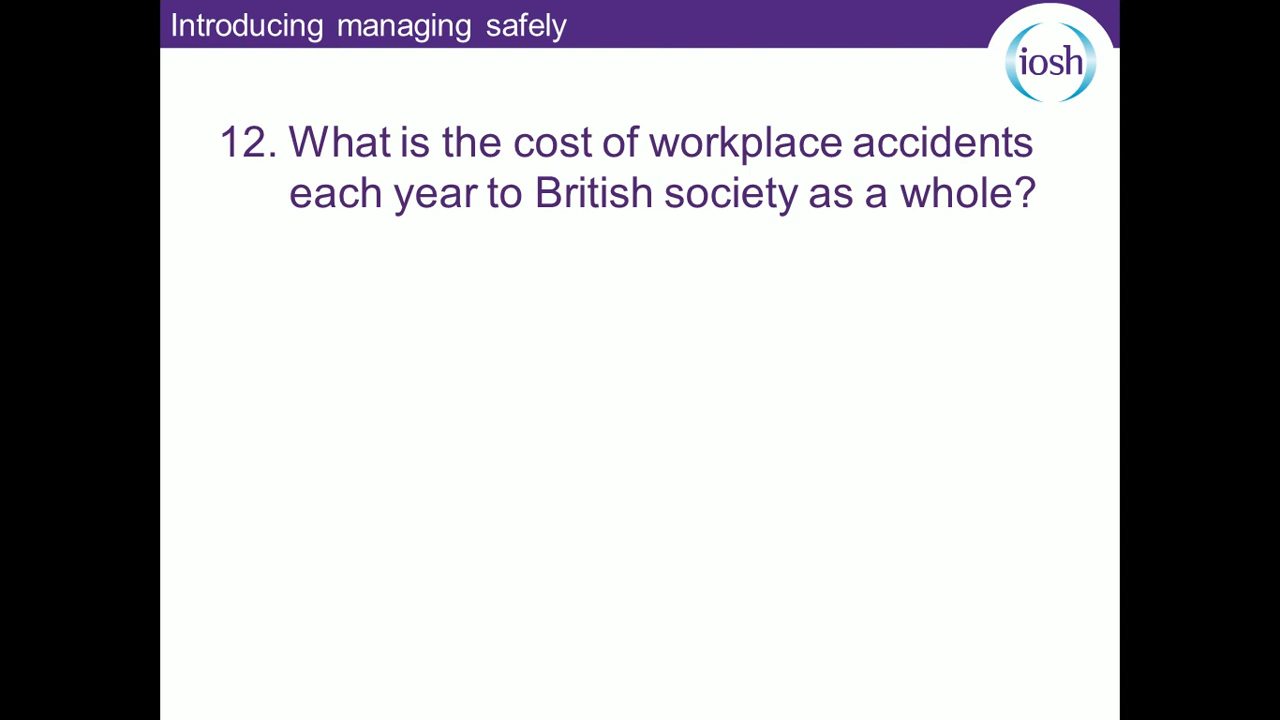 Introducing managing safely
iosh
12. What is the cost of workplace accidents
each year to British society as a whole?